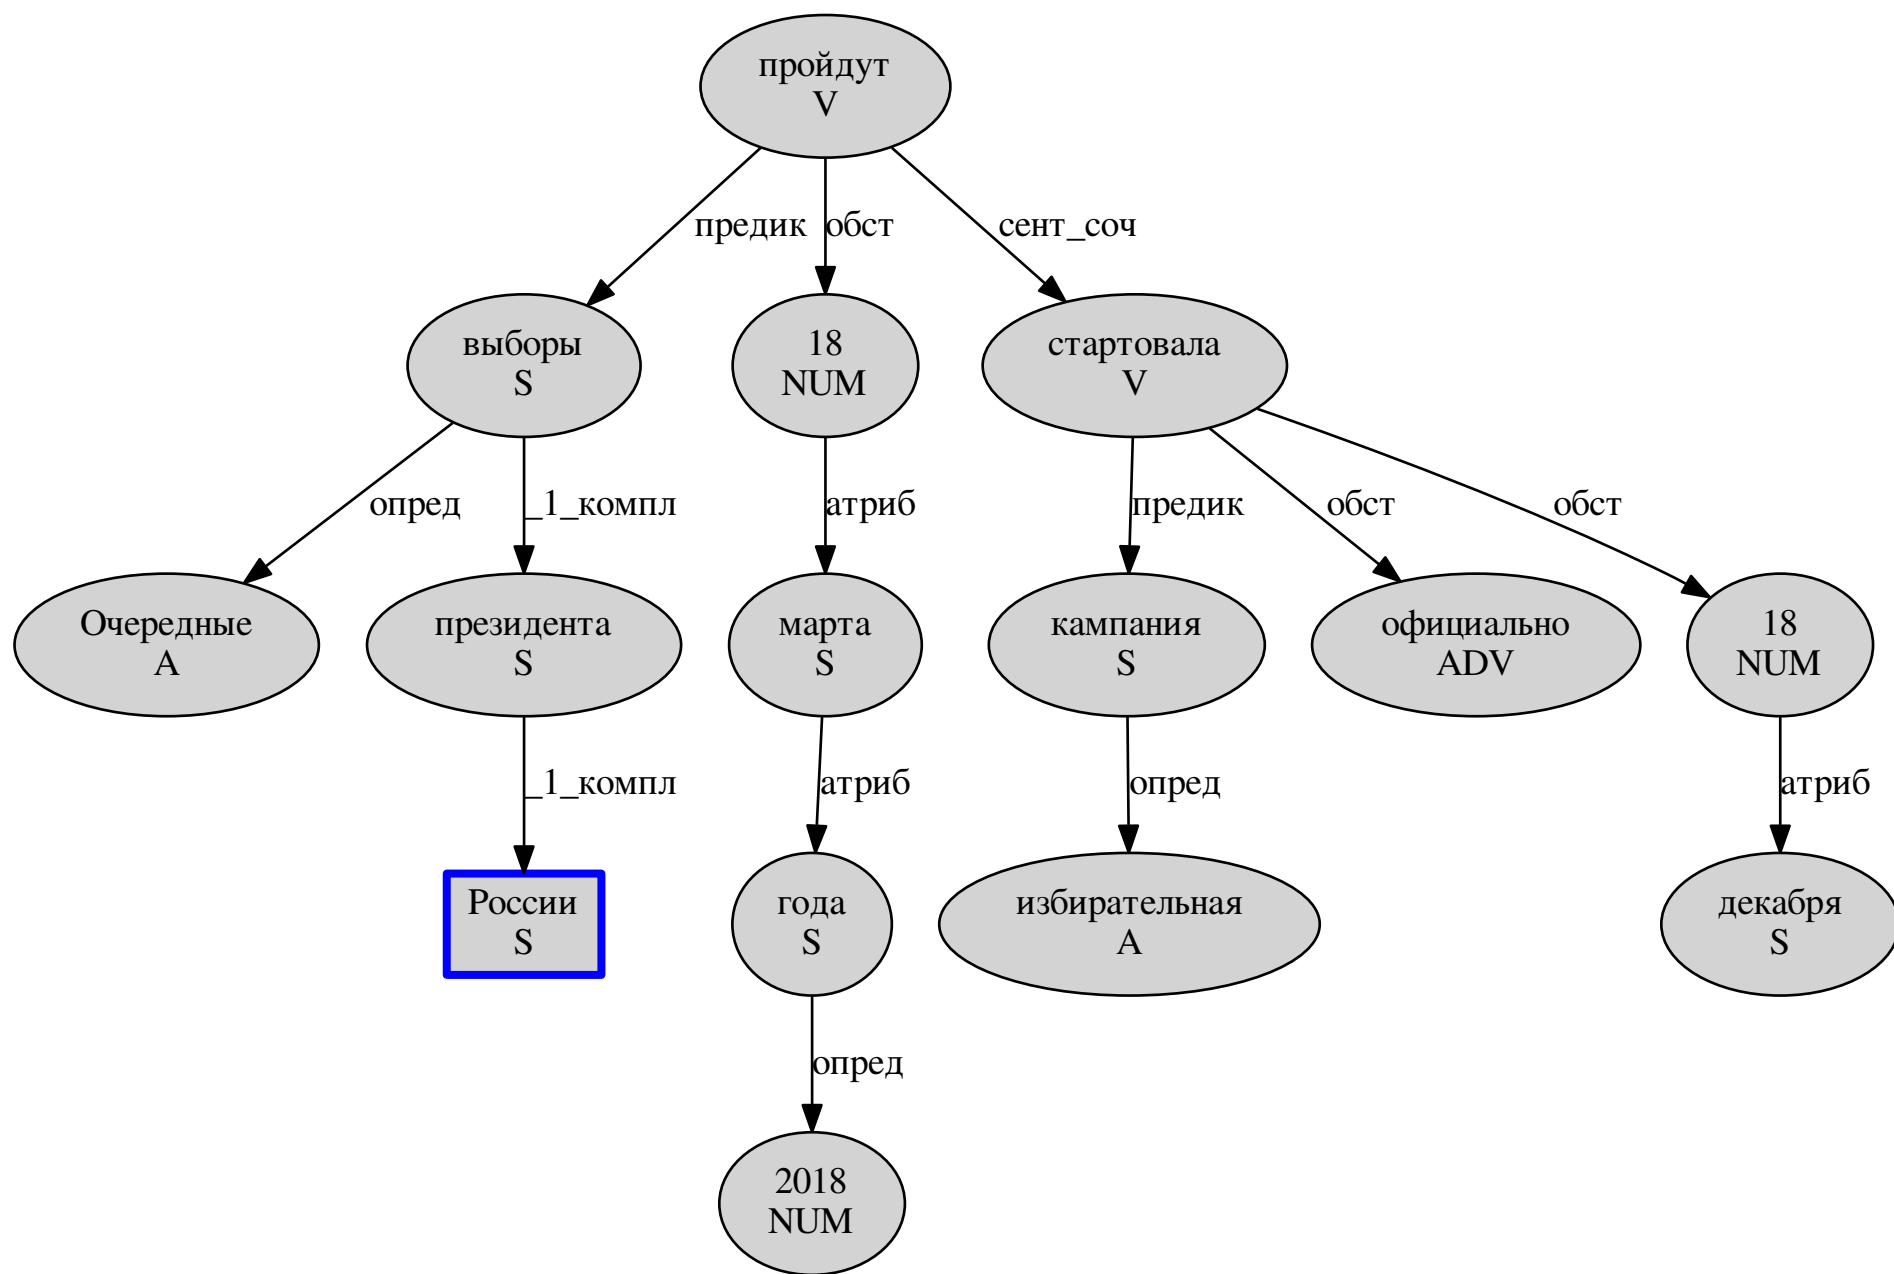 пройдут
V
предик
обст
сент_соч
выборы
S
18
NUM
стартовала
V
опред
_1_компл
атриб
предик
обст
обст
Очередные
A
президента
S
марта
S
кампания
S
официально
ADV
18
NUM
_1_компл
атриб
опред
атриб
России
S
года
S
избирательная
A
декабря
S
опред
2018
NUM